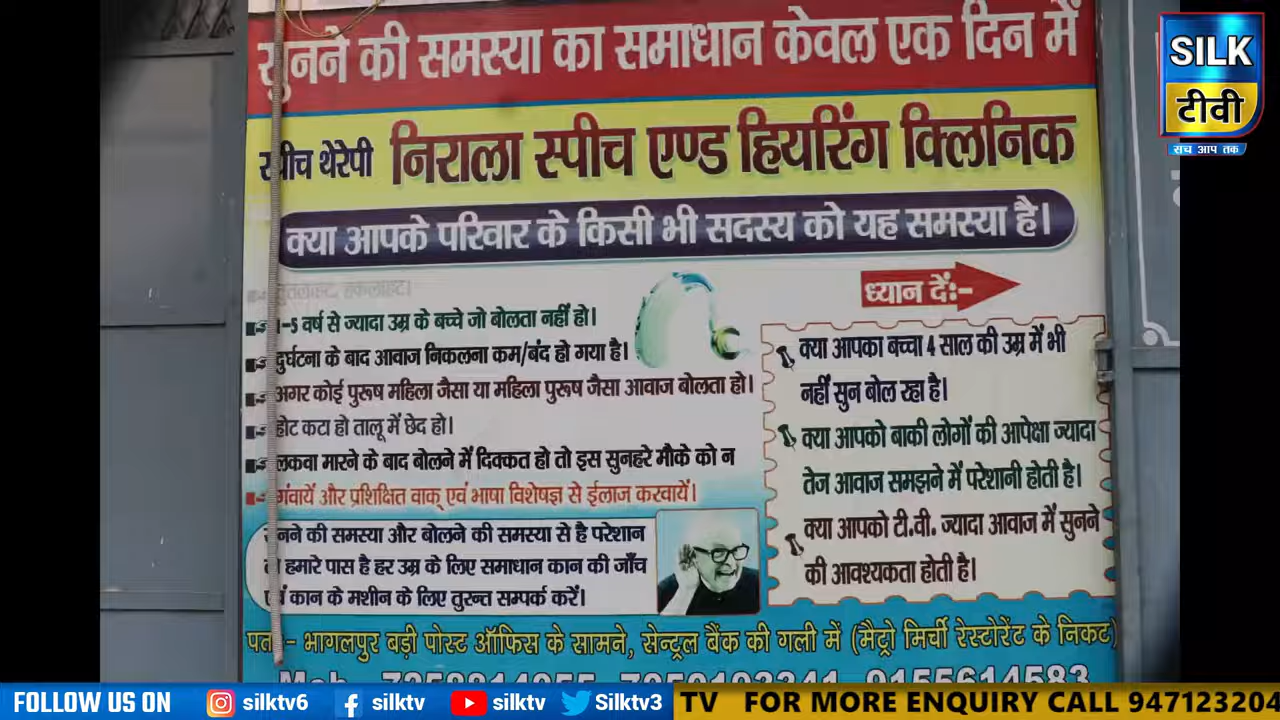 सुनने की समस्या का समाधान केवल एक दिन में
SILK
टीवी
सच आप तक
स्पीच थेरेपी निराला स्पीच एण्ड हियरिंग क्लिनिक
क्या आपके परिवार के किसी भी सदस्य को यह समस्या है।
1-5 वर्ष से ज्यादा उम्र के बच्चे जो बोलता नहीं हो।
दुर्घटना के बाद आवाज निकलना कम/बंद हो गया है।
अगर कोई पुरूष महिला जैसा या महिला पुरूष जैसा आवाज बोलता हो।
होट कटा हो तालू में छेद हो।
लकवा मारने के बाद बोलने में दिक्कत हो तो इस सुनहरे मौके को न
गंवायें और प्रशिक्षित वाक् एवं भाषा विशेषज्ञ से ईलाज करवायें।
सुनने की समस्या और बोलने की समस्या से है परेशान
तो हमारे पास है हर उम्र के लिए समाधान कान की जाँच
एवं कान के मशीन के लिए तुरन्त सम्पर्क करें।
ध्यान दें:-
क्या आपका बच्चा 4 साल की उम्र में भी
नहीं सुन बोल रहा है।
क्या आपको बाकी लोगों की आपेक्षा ज्यादा
तेज आवाज समझने में परेशानी होती है।
क्या आपको टी.वी. ज्यादा आवाज में सुनने
की आवश्यकता होती है।
पता:- भागलपुर बड़ी पोस्ट ऑफिस के सामने, सेन्ट्रल बैंक की गली में (मैट्रो मिर्ची रेस्टोरेंट के निकट)
FOLLOW US ON silktv6 silktv silktv Silktv3 TV FOR MORE ENQUIRY CALL 947123204